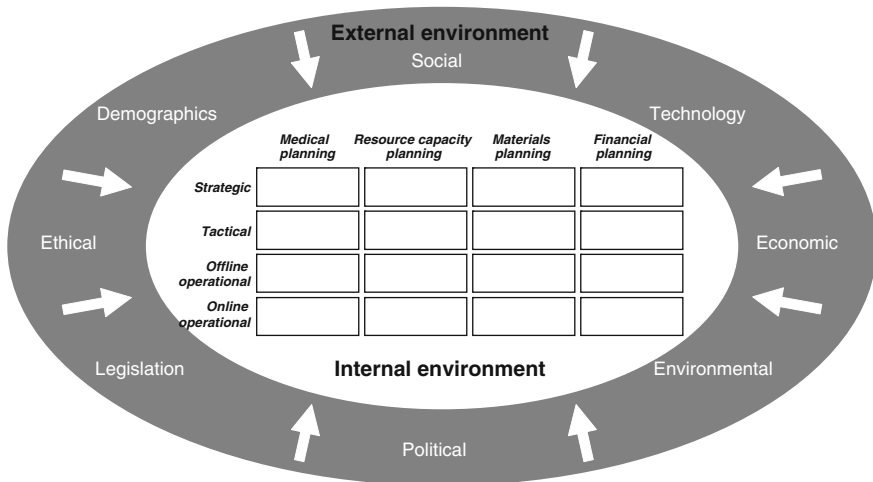 External environment
Social
Demographics
Technology
Medical
planning
Resource capacity
planning
Materials
planning
Financial
planning
Strategic
Tactical
Ethical
Economic
Offline
operational
Online
operational
Legislation
Internal environment
Environmental
Political